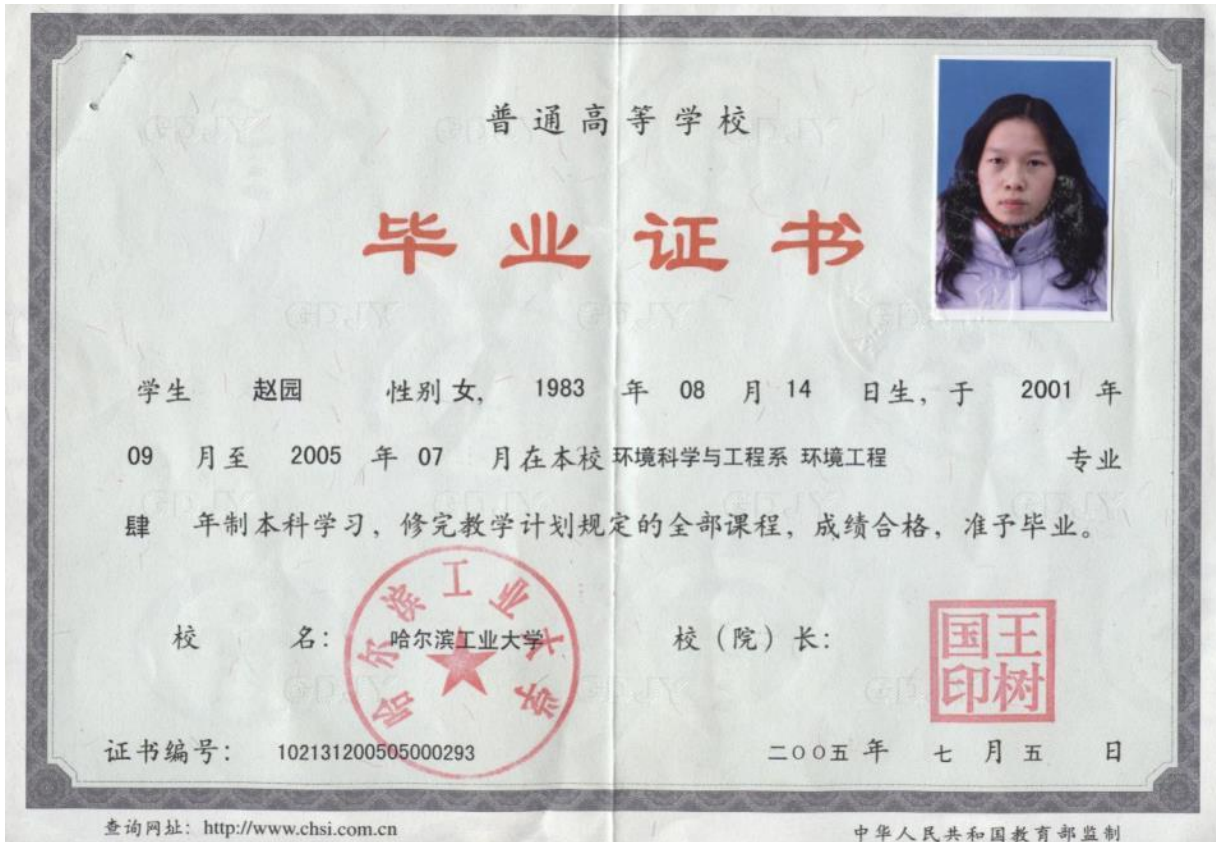 普通高等学校
毕业证书
学生 赵园 性别 女, 1983 年 08 月 14 日生, 于 2001 年
09 月至 2005 年 07 月在本校 环境科学与工程系 环境工程 专业
肆 年制本科学习, 修完教学计划规定的全部课程, 成绩合格, 准予毕业。
哈尔滨工业大学
校 名: 哈尔滨工业大学 校(院)长: 王树国印
证书编号: 102131200505000293 二〇〇五年 七 月 五 日
查询网址: http://www.chsi.com.cn 中华人民共和国教育部监制